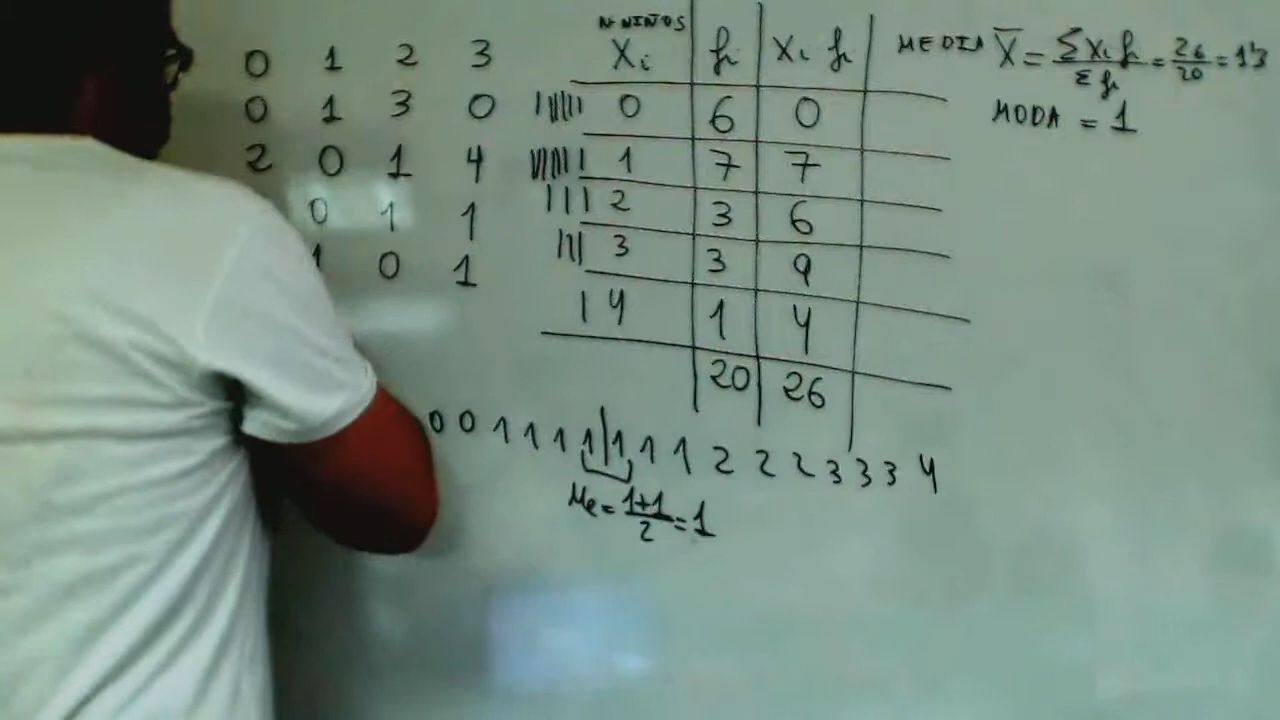 0 1 2 3
0 1 3 0
2 0 1 4
0 1 1
1 0 1
Nº NIÑOS
Xi fi Xi fi
0 6 0
1 7 7
2 3 6
3 3 9
4 1 4
20 26
MEDIA X̄ = ΣXi fi / Σ fi = 26/20 = 1'3
MODA = 1
0 0 1 1 1 1 | 1 1 1 2 2 2 3 3 3 4
Me = 1+1/2 = 1